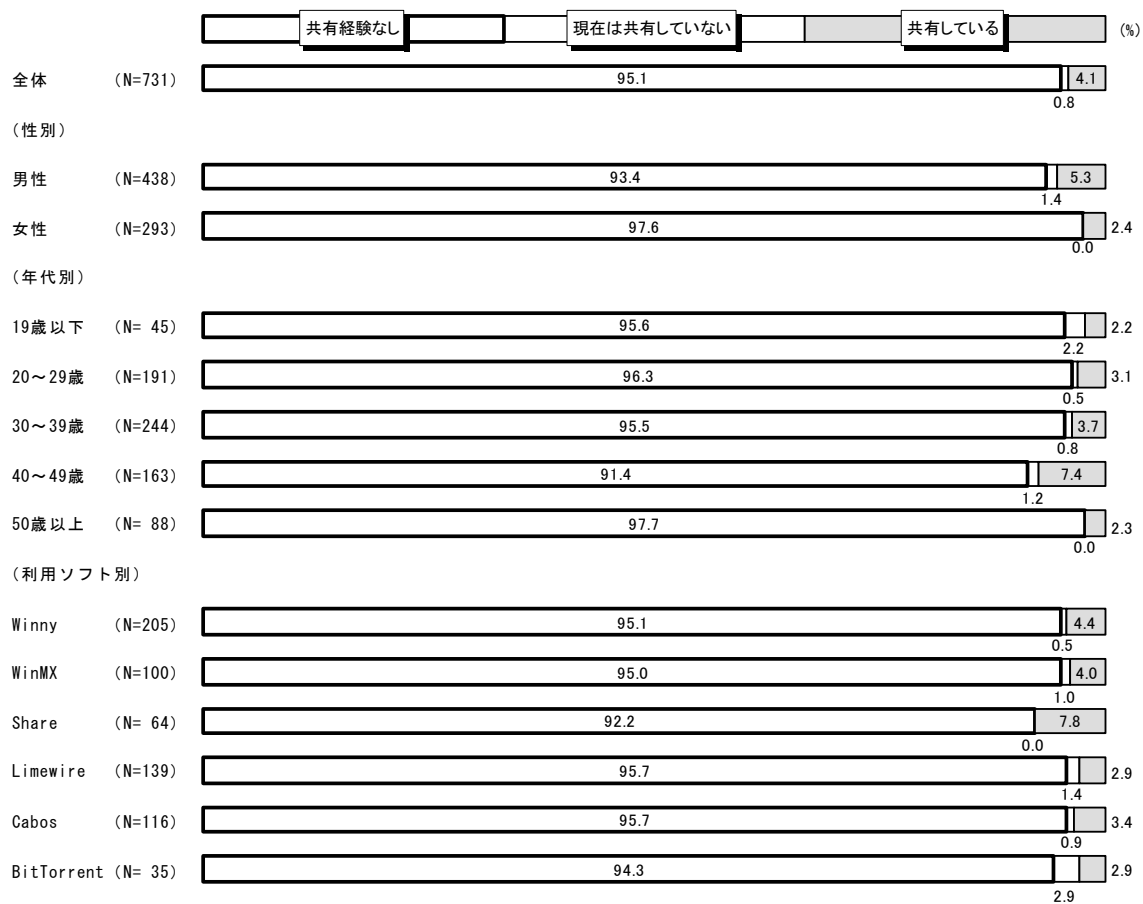 共有経験なし 現在は共有していない 共有している (%)
全体 (N=731) 95.1 4.1
0.8
(性別)
男性 (N=438) 93.4 5.3
1.4
女性 (N=293) 97.6 2.4
0.0
(年代別)
19歳以下 (N= 45) 95.6 2.2
2.2
20～29歳 (N=191) 96.3 3.1
0.5
30～39歳 (N=244) 95.5 3.7
0.8
40～49歳 (N=163) 91.4 7.4
1.2
50歳以上 (N= 88) 97.7 2.3
0.0
(利用ソフト別)
Winny (N=205) 95.1 4.4
0.5
WinMX (N=100) 95.0 4.0
1.0
Share (N= 64) 92.2 7.8
0.0
Limewire (N=139) 95.7 2.9
1.4
Cabos (N=116) 95.7 3.4
0.9
BitTorrent (N= 35) 94.3 2.9
2.9